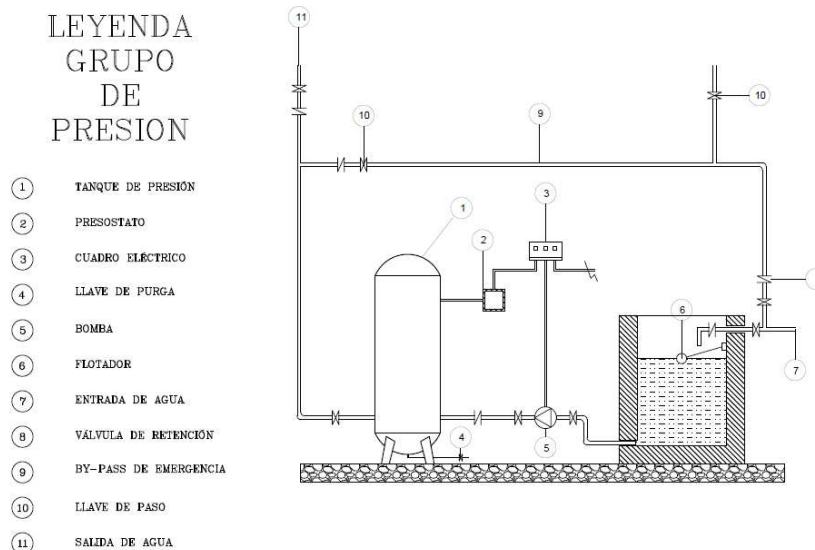 LEYENDA
GRUPO
DE
PRESION
1 TANQUE DE PRESIÓN
2 PRESOSTATO
3 CUADRO ELÉCTRICO
4 LLAVE DE PURGA
5 BOMBA
6 FLOTADOR
7 ENTRADA DE AGUA
8 VÁLVULA DE RETENCIÓN
9 BY-PASS DE EMERGENCIA
10 LLAVE DE PASO
11 SALIDA DE AGUA
11
10
9
10
1
2
3
6
7
4
5